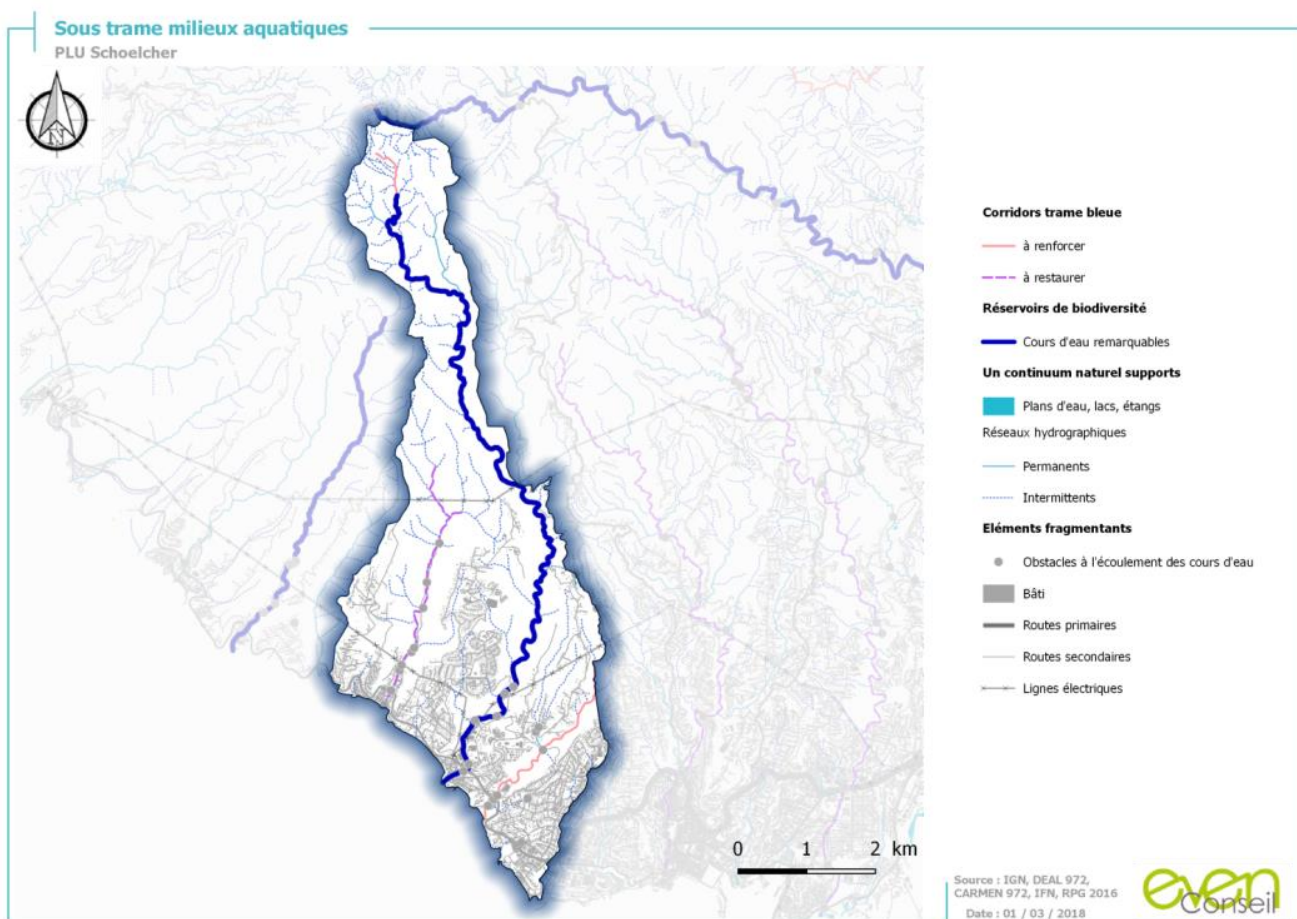 Sous trame milieux aquatiques
PLU Schoelcher
N
Corridors trame bleue
à renforcer
à restaurer
Réservoirs de biodiversité
Cours d'eau remarquables
Un continuum naturel supports
Plans d'eau, lacs, étangs
Réseaux hydrographiques
Permanents
Intermittents
Eléments fragmentants
Obstacles à l'écoulement des cours d'eau
Bâti
Routes primaires
Routes secondaires
Lignes électriques
0 1 2 km
Source : IGN, DEAL 972,
CARMEN 972, IFN, RPG 2016
Date : 01 / 03 / 2018
even
Conseil